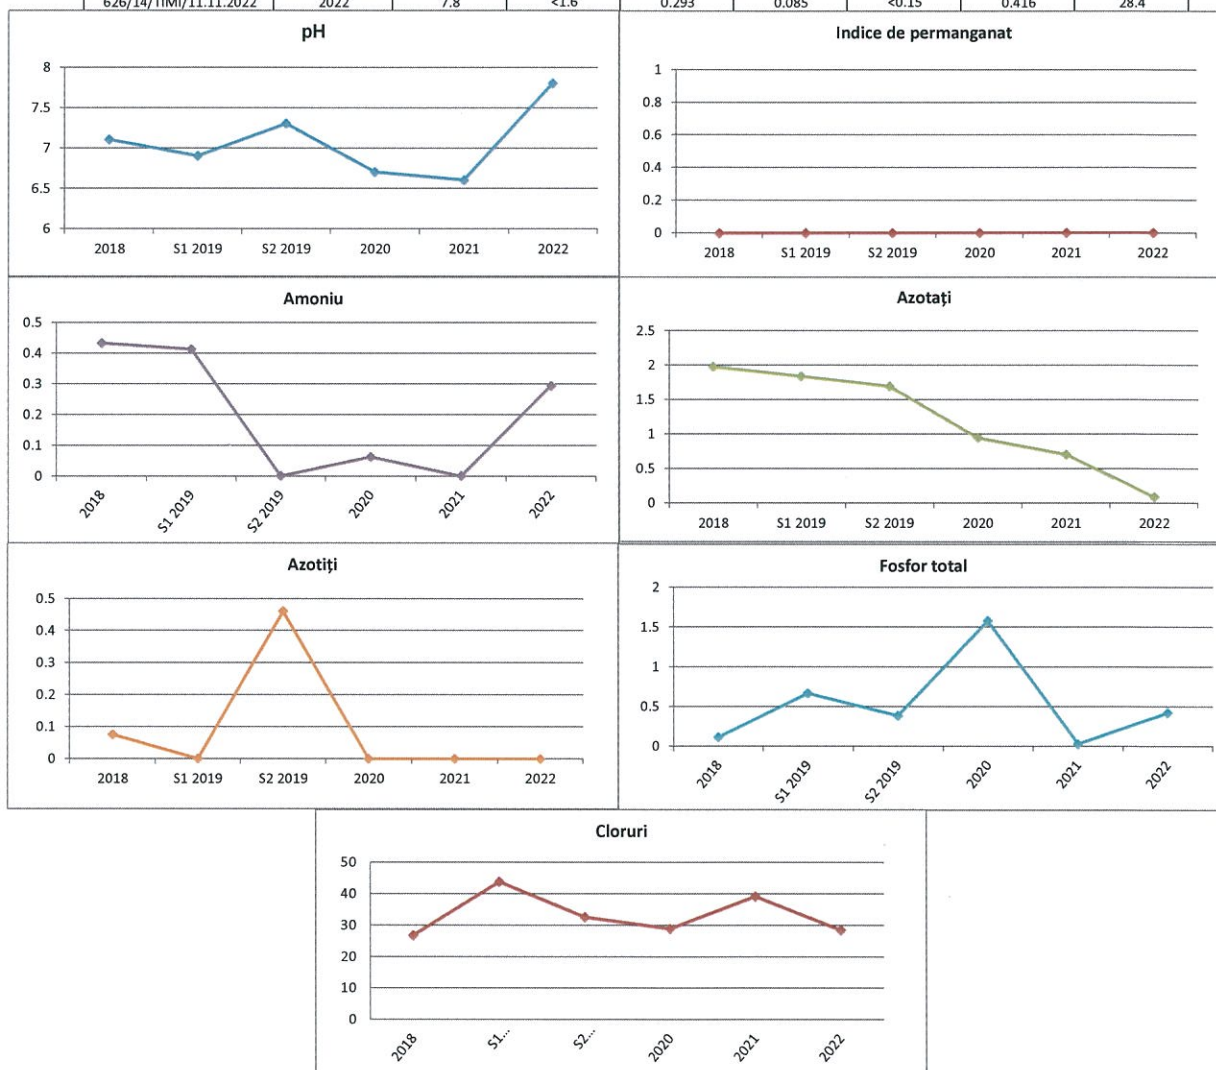 626/14/TIMI/11.11.2022 2022 7.8 <1.6 0.293 0.085 <0.15 0.416 28.4
pH
8
7.5
7
6.5
6
2018 S1 2019 S2 2019 2020 2021 2022
Indice de permanganat
1
0.8
0.6
0.4
0.2
0
2018 S1 2019 S2 2019 2020 2021 2022
Amoniu
0.5
0.4
0.3
0.2
0.1
0
2018 S1 2019 S2 2019 2020 2021 2022
Azotați
2.5
2
1.5
1
0.5
0
2018 S1 2019 S2 2019 2020 2021 2022
Azotiți
0.5
0.4
0.3
0.2
0.1
0
2018 S1 2019 S2 2019 2020 2021 2022
Fosfor total
2
1.5
1
0.5
0
2018 S1 2019 S2 2019 2020 2021 2022
Cloruri
50
40
30
20
10
0
2018 S1... S2... 2020 2021 2022